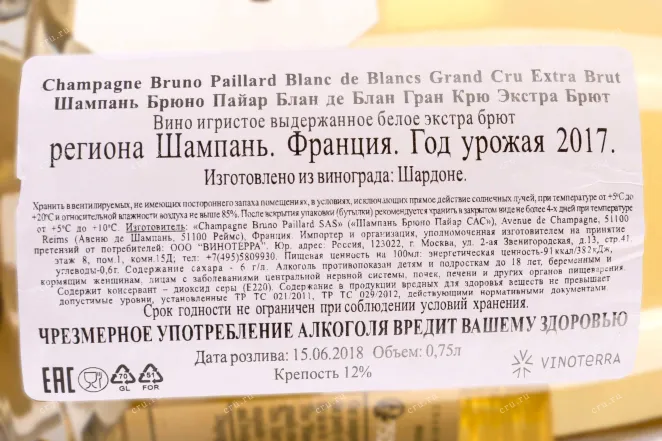 Champagne Bruno Paillard Blanc de Blancs Grand Cru Extra Brut
Шампань Брюно Пайар Блан де Блан Гран Крю Экстра Брют
Вино игристое выдержанное белое экстра брют
региона Шампань. Франция. Год урожая 2017.
Изготовлено из винограда: Шардоне.
Хранить в вентилируемых, не имеющих постороннего запаха помещениях, в условиях, исключающих прямое действие солнечных лучей, при температуре от +5°С до
+20°С и относительной влажности воздуха не выше 85%. После вскрытия упаковки (бутылки) рекомендуется хранить в закрытом виде не более 4-х дней при температуре
от +5°С до +10°С. Изготовитель: «Champagne Bruno Paillard SAS» («Шампань Брюно Пайар САС»), Avenue de Champagne, 51100
Reims (Авеню де Шампань, 51100 Реймс), Франция Импортер и организация, уполномоченная изготовителем на принятие
претензий от потребителей: ООО "ВИНОТЕРРА". Юр. адрес: Россия, 123022, г. Москва, ул. 2-ая Звенигородская, д.13, стр.41,
этаж 8, пом.1, комн.15Д; тел: +7(495)5809930. Пищевая ценность на 100мл: энергетическая ценность-91ккал/382кДж,
углеводы-0,6г. Содержание сахара - 6 г/л. Алкоголь противопоказан детям и подросткам до 18 лет, беременным и
кормящим женщинам, лицам с заболеваниями центральной нервной системы, почек, печени и других органов пищеварения.
Содержит консервант – диоксид серы (Е220). Содержание в продукции вредных для здоровья веществ не превышает
допустимые уровни, установленные ТР ТС 021/2011, ТР ТС 029/2012, действующими нормативными документами.
Срок годности не ограничен при соблюдении условий хранения.
ЧРЕЗМЕРНОЕ УПОТРЕБЛЕНИЕ АЛКОГОЛЯ ВРЕДИТ ВАШЕМУ ЗДОРОВЬЮ
Дата розлива: 15.06.2018 Объем: 0,75л
Крепость 12%
EAC
70
GL
51
FOR
VINOTERRA
cru.ru